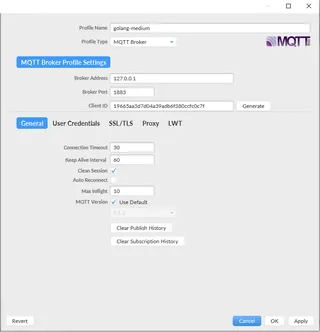 Profile Name golang-medium
Profile Type MQTT Broker
MQTT
MQTT Broker Profile Settings
Broker Address 127.0.0.1
Broker Port 1883
Client ID Generate
General User Credentials SSL/TLS Proxy LWT
Connection Timeout 30
Keep Alive Interval 60
Clean Session
Auto Reconnect
Max Inflight 10
MQTT Version Use Default
Clear Publish History
Clear Subscription History
Revert Cancel OK Apply